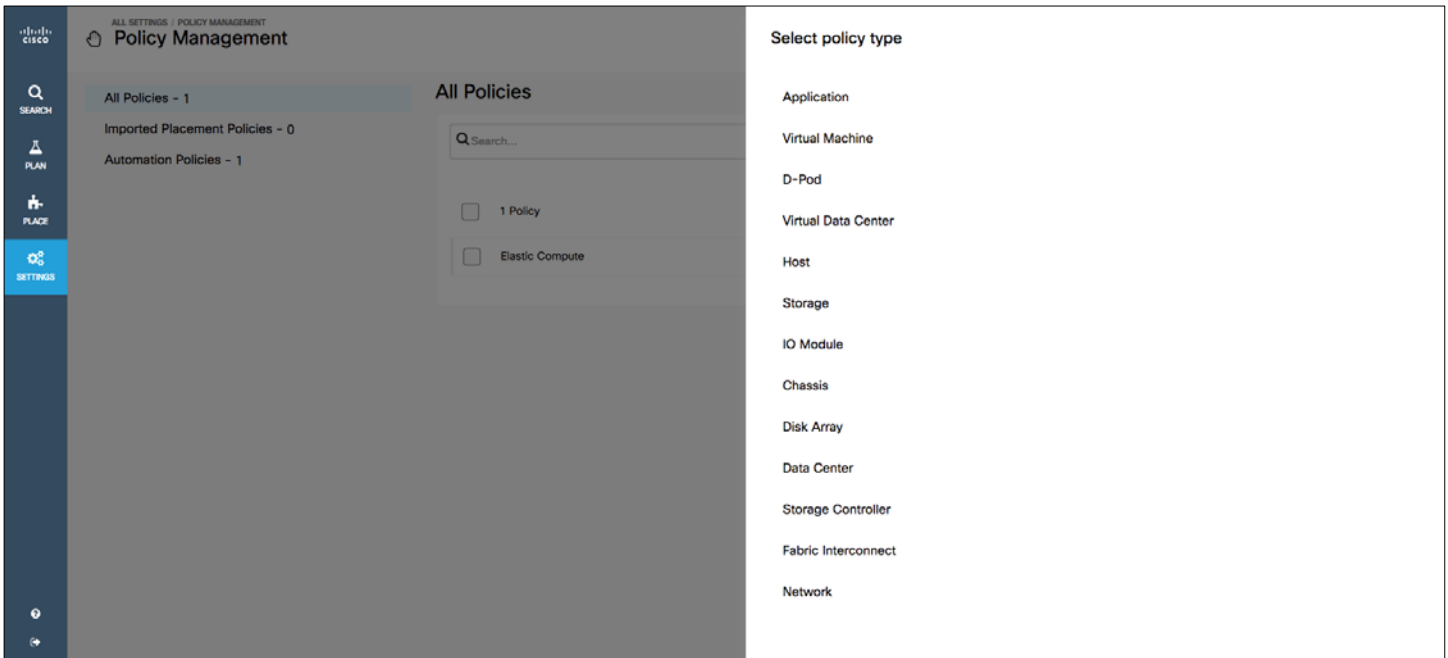 CISCO
SEARCH
PLAN
PLACE
SETTINGS
ALL SETTINGS / POLICY MANAGEMENT
Policy Management
All Policies - 1
Imported Placement Policies - 0
Automation Policies - 1
All Policies
Search...
1 Policy
Elastic Compute
Select policy type
Application
Virtual Machine
D-Pod
Virtual Data Center
Host
Storage
IO Module
Chassis
Disk Array
Data Center
Storage Controller
Fabric Interconnect
Network